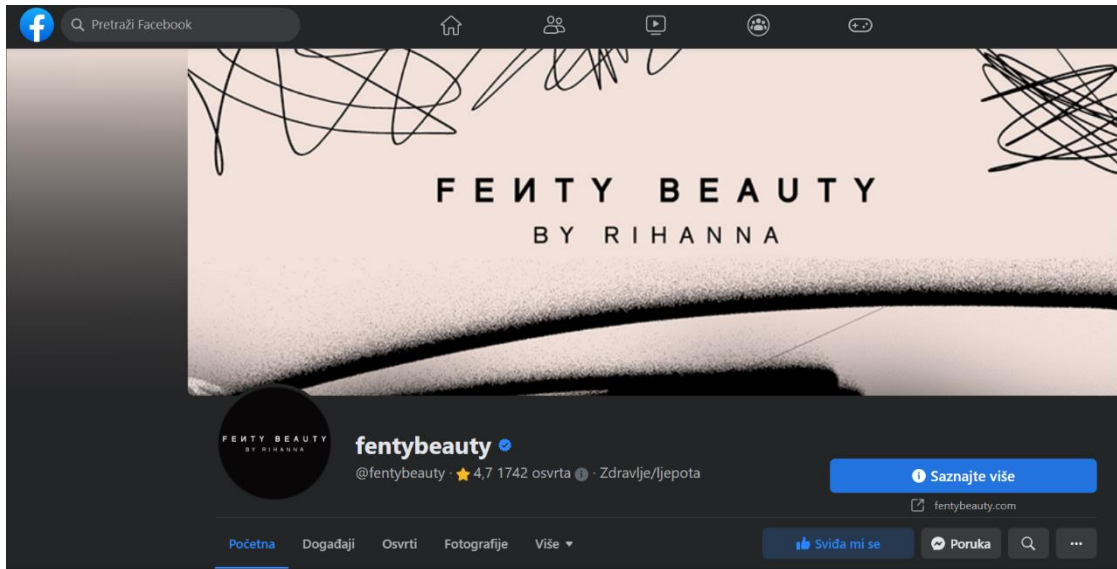 Pretraži Facebook
FEИTY BEAUTY
BY RIHANNA
FEИTY BEAUTY
BY RIHANNA
fentybeauty
@fentybeauty · 4,7 1742 osvrta · Zdravlje/ljepota
Saznajte više
fentybeauty.com
Početna Događaji Osvrti Fotografije Više Sviđa mi se Poruka